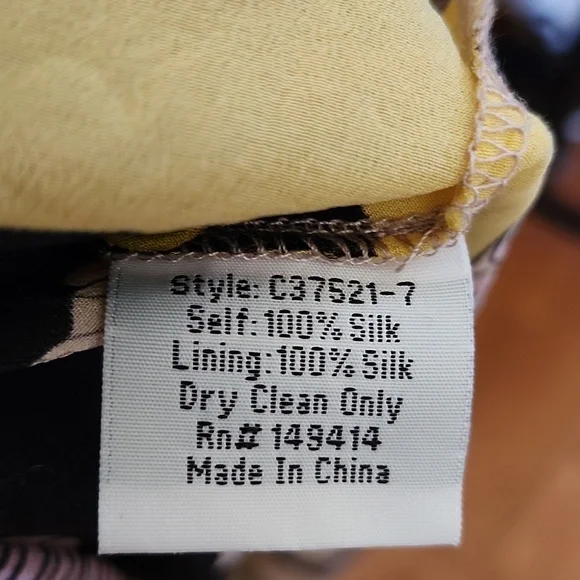 Style: C37521-7
Self: 100% Silk
Lining: 100% Silk
Dry Clean Only
Rn# 149414
Made In China